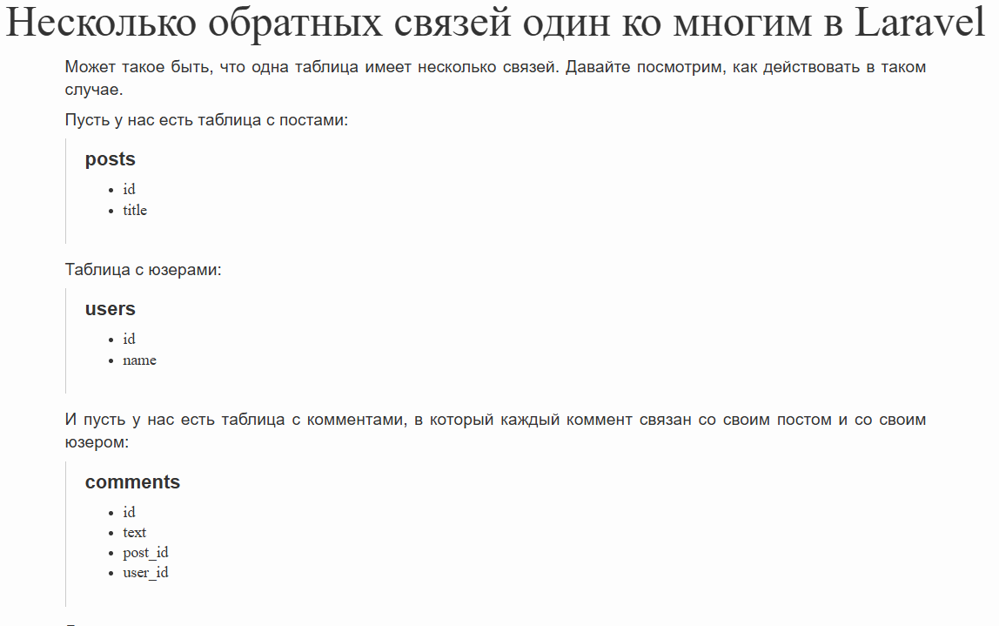 Несколько обратных связей один ко многим в Laravel
Может такое быть, что одна таблица имеет несколько связей. Давайте посмотрим, как действовать в таком
случае.
Пусть у нас есть таблица с постами:
posts
id
title
Таблица с юзерами:
users
id
name
И пусть у нас есть таблица с комментами, в который каждый коммент связан со своим постом и со своим
юзером:
comments
id
text
post_id
user_id